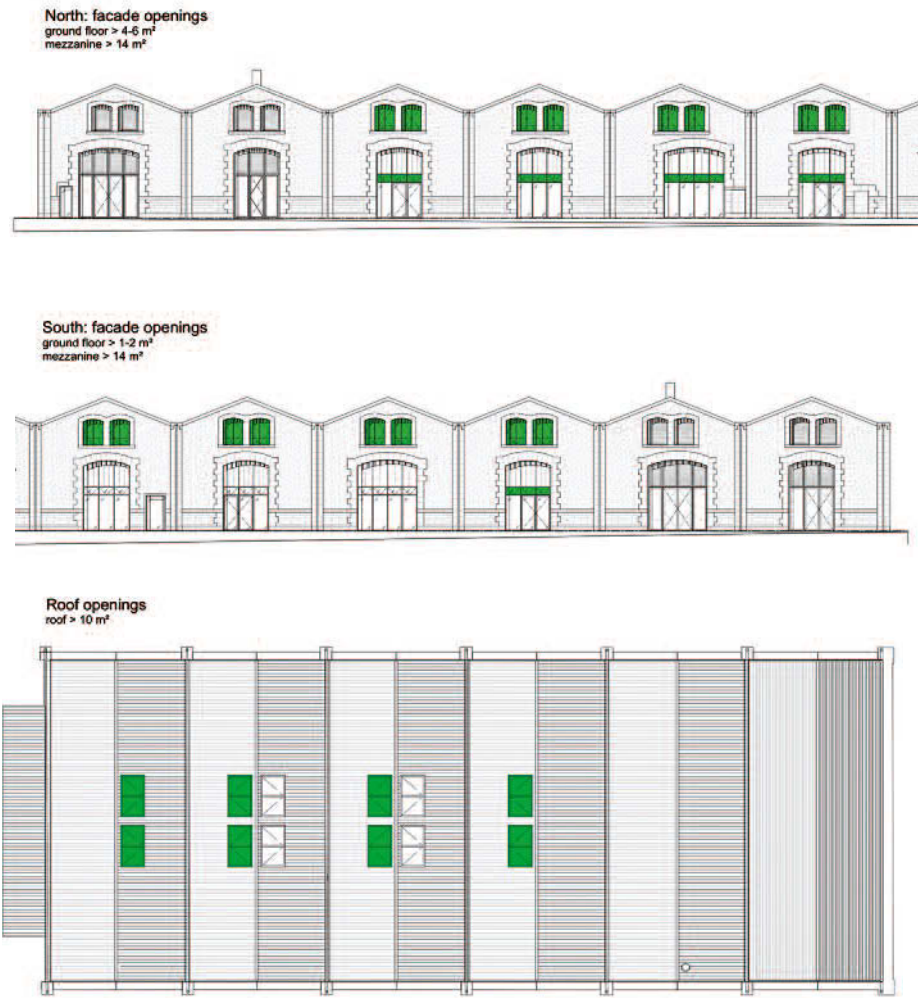 North: facade openings
ground floor > 4-6 m²
mezzanine > 14 m²
South: facade openings
ground floor > 1-2 m²
mezzanine > 14 m²
Roof openings
roof > 10 m²